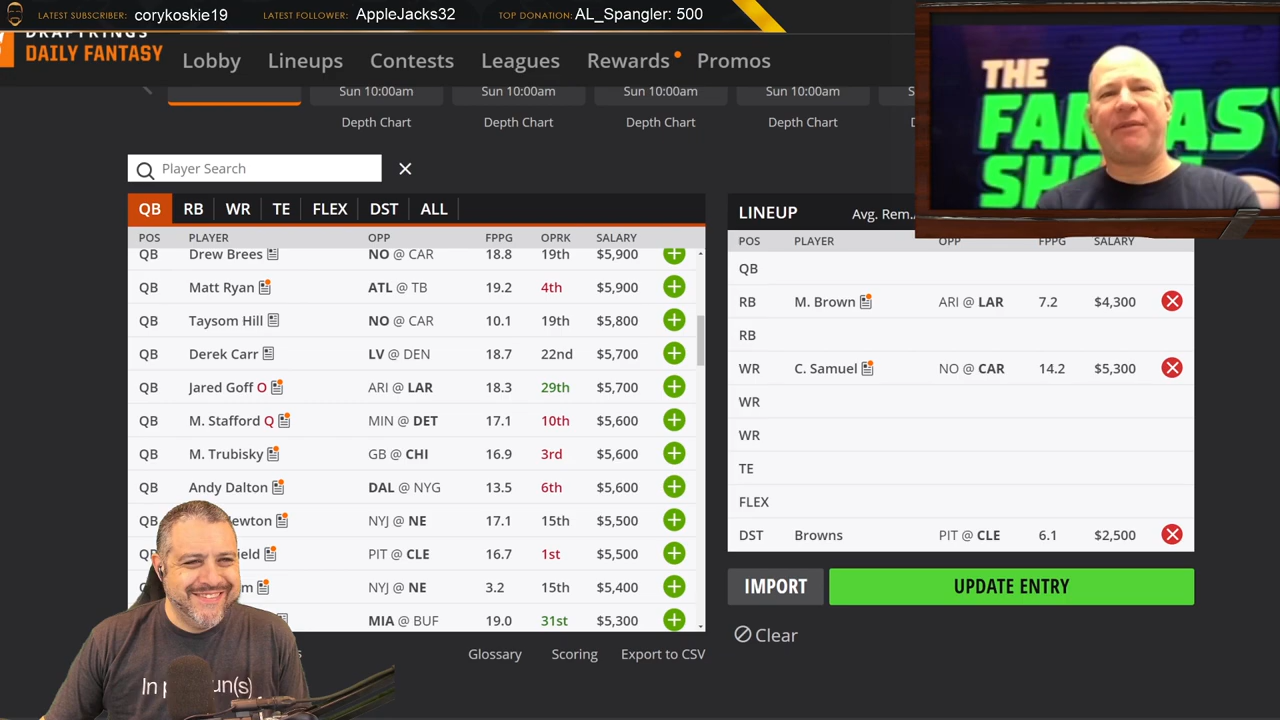 LATEST SUBSCRIBER: corykoskie19 LATEST FOLLOWER: AppleJacks32 TOP DONATION: AL_Spangler: 500
DRAFTKINGS
DAILY FANTASY
Lobby Lineups Contests Leagues Rewards Promos
Sun 10:00am Sun 10:00am Sun 10:00am Sun 10:00am S
Depth Chart Depth Chart Depth Chart Depth Chart
THE
Player Search
QB RB WR TE FLEX DST ALL
POS PLAYER OPP FPPG OPRK SALARY
QB Drew Brees NO @ CAR 18.8 19th $5,900
QB Matt Ryan ATL @ TB 19.2 4th $5,900
QB Taysom Hill NO @ CAR 10.1 19th $5,800
QB Derek Carr LV @ DEN 18.7 22nd $5,700
QB Jared Goff O ARI @ LAR 18.3 29th $5,700
QB M. Stafford Q MIN @ DET 17.1 10th $5,600
QB M. Trubisky GB @ CHI 16.9 3rd $5,600
QB Andy Dalton DAL @ NYG 13.5 6th $5,600
QB ewton NYJ @ NE 17.1 15th $5,500
QB ield PIT @ CLE 16.7 1st $5,500
m NYJ @ NE 3.2 15th $5,400
MIA @ BUF 19.0 31st $5,300
Glossary Scoring Export to CSV
LINEUP Avg. Rem.
POS PLAYER OPP FPPG SALARY
QB
RB M. Brown ARI @ LAR 7.2 $4,300
RB
WR C. Samuel NO @ CAR 14.2 $5,300
WR
WR
TE
FLEX
DST Browns PIT @ CLE 6.1 $2,500
IMPORT UPDATE ENTRY
Clear